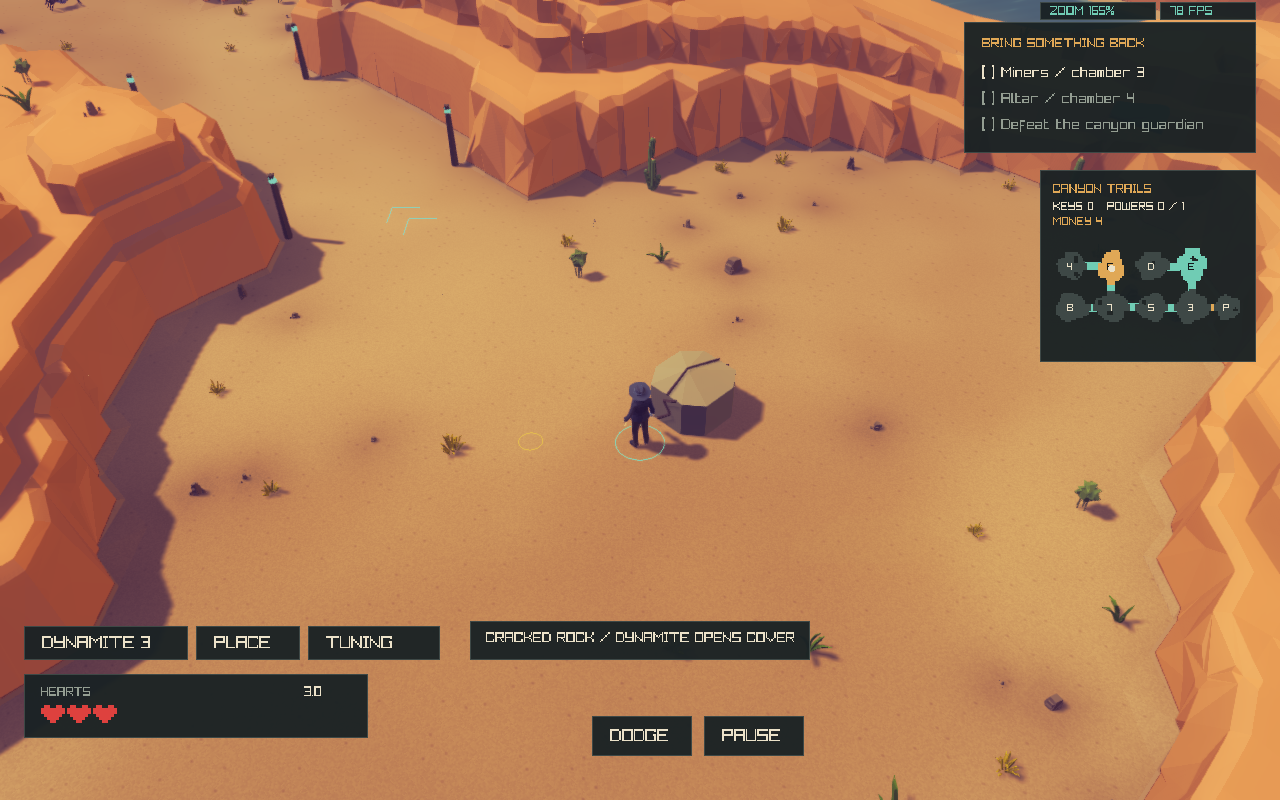 ZOOM 165%
78 FPS
BRING SOMETHING BACK
[ ] Miners / chamber 3
[ ] Altar / chamber 4
[ ] Defeat the canyon guardian
CANYON TRAILS
KEYS 0 POWERS 0 / 1
MONEY 4
4 D E
B 7 5 3 P
DYNAMITE 3
PLACE
TUNING
CRACKED ROCK / DYNAMITE OPENS COVER
HEARTS 3.0
DODGE
PAUSE